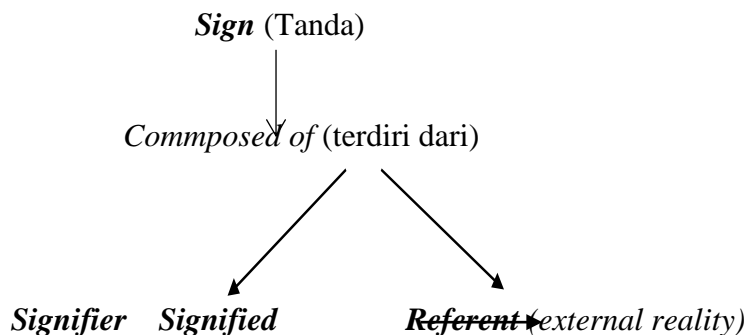 Sign (Tanda)
Commposed of (terdiri dari)
Signifier Signified Referent (external reality)